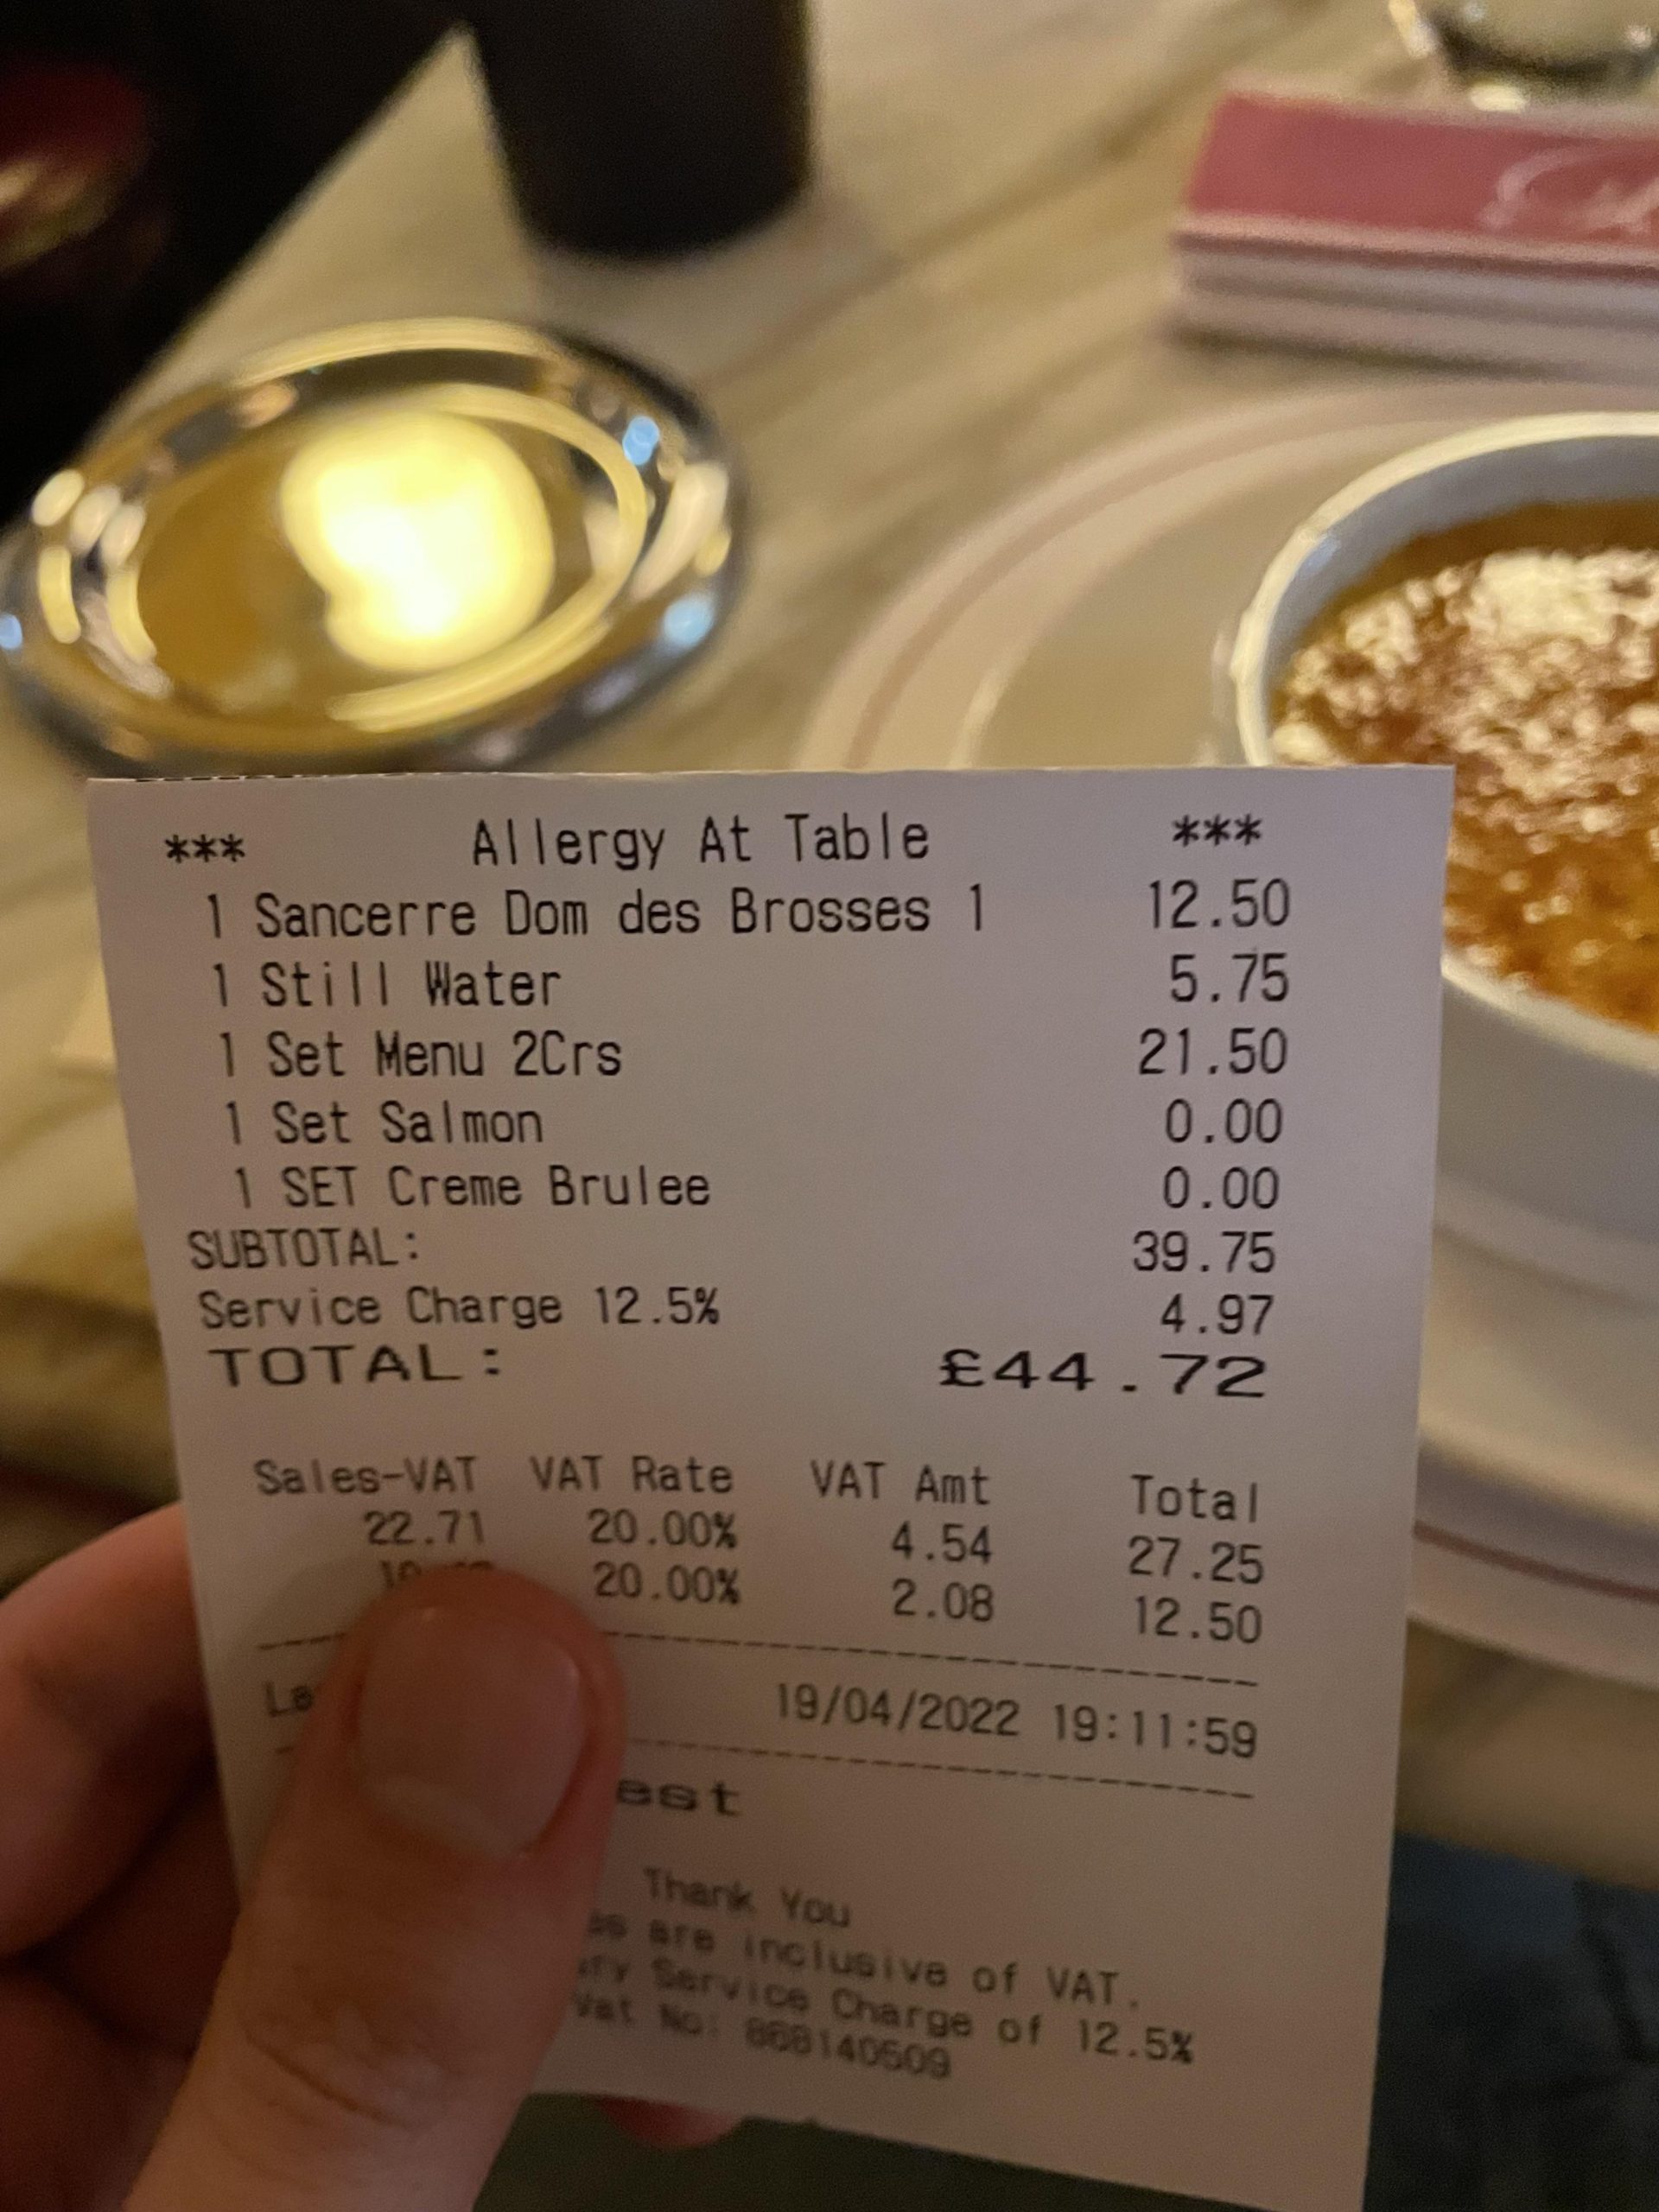 *** Allergy At Table ***
1 Sancerre Dom des Brosses 1 12.50
1 Still Water 5.75
1 Set Menu 2Crs 21.50
1 Set Salmon 0.00
1 SET Creme Brulee 0.00
SUBTOTAL: 39.75
Service Charge 12.5% 4.97
TOTAL: £44.72
Sales-VAT VAT Rate VAT Amt Total
22.71 20.00% 4.54 27.25
20.00% 2.08 12.50
19/04/2022 19:11:59
Thank You
are inclusive of VAT.
Service Charge of 12.5%
Vat No: 868140509